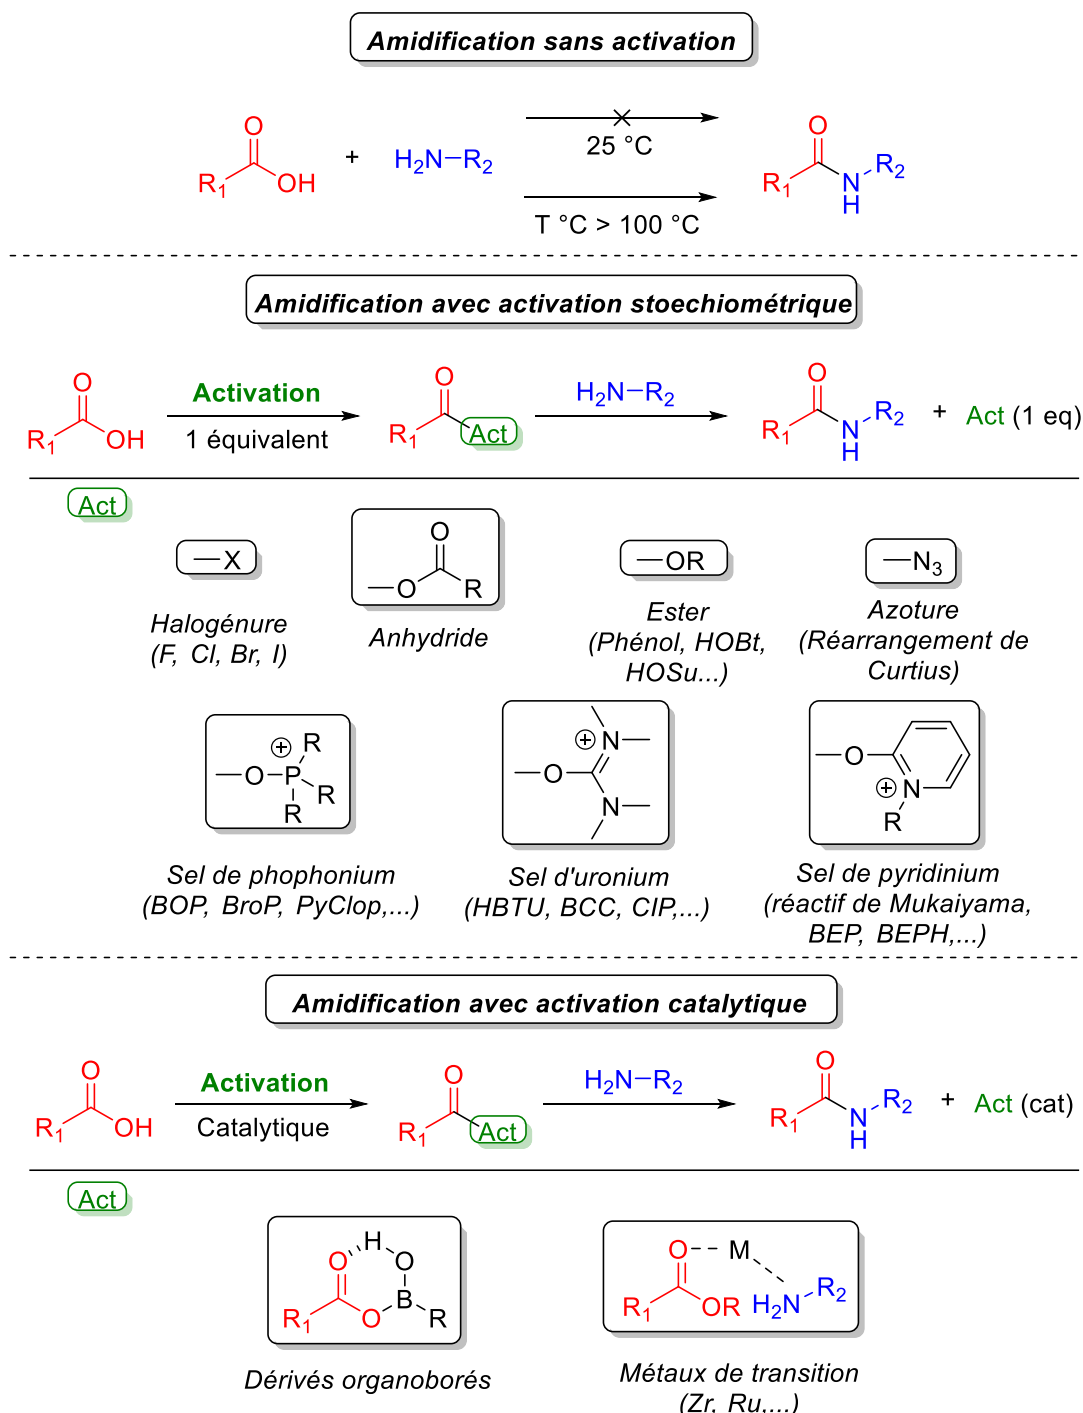 Amidification sans activation
O
R1 OH + H2N–R2 25 °C O R1 N H R2
T °C > 100 °C
Amidification avec activation stoechiométrique
O Activation O H2N–R2 O
R1 OH 1 équivalent R1 Act R1 N H R2 + Act (1 eq)
Act
–X
O
O R
–OR
–N3
Halogénure
(F, Cl, Br, I)
Anhydride
Ester
(Phénol, HOBt,
HOSu...)
Azoture
(Réarrangement de
Curtius)
O–P R R R +
O N + N
O N + R
Sel de phophonium
(BOP, BroP, PyClop,...)
Sel d'uronium
(HBTU, BCC, CIP,...)
Sel de pyridinium
(réactif de Mukaiyama,
BEP, BEPH,...)
Amidification avec activation catalytique
O Activation O H2N–R2 O
R1 OH Catalytique R1 Act R1 N H R2 + Act (cat)
Act
O H O
R1 O B R
O M
R1 OR H2N R2
Dérivés organoborés
Métaux de transition
(Zr, Ru,...)